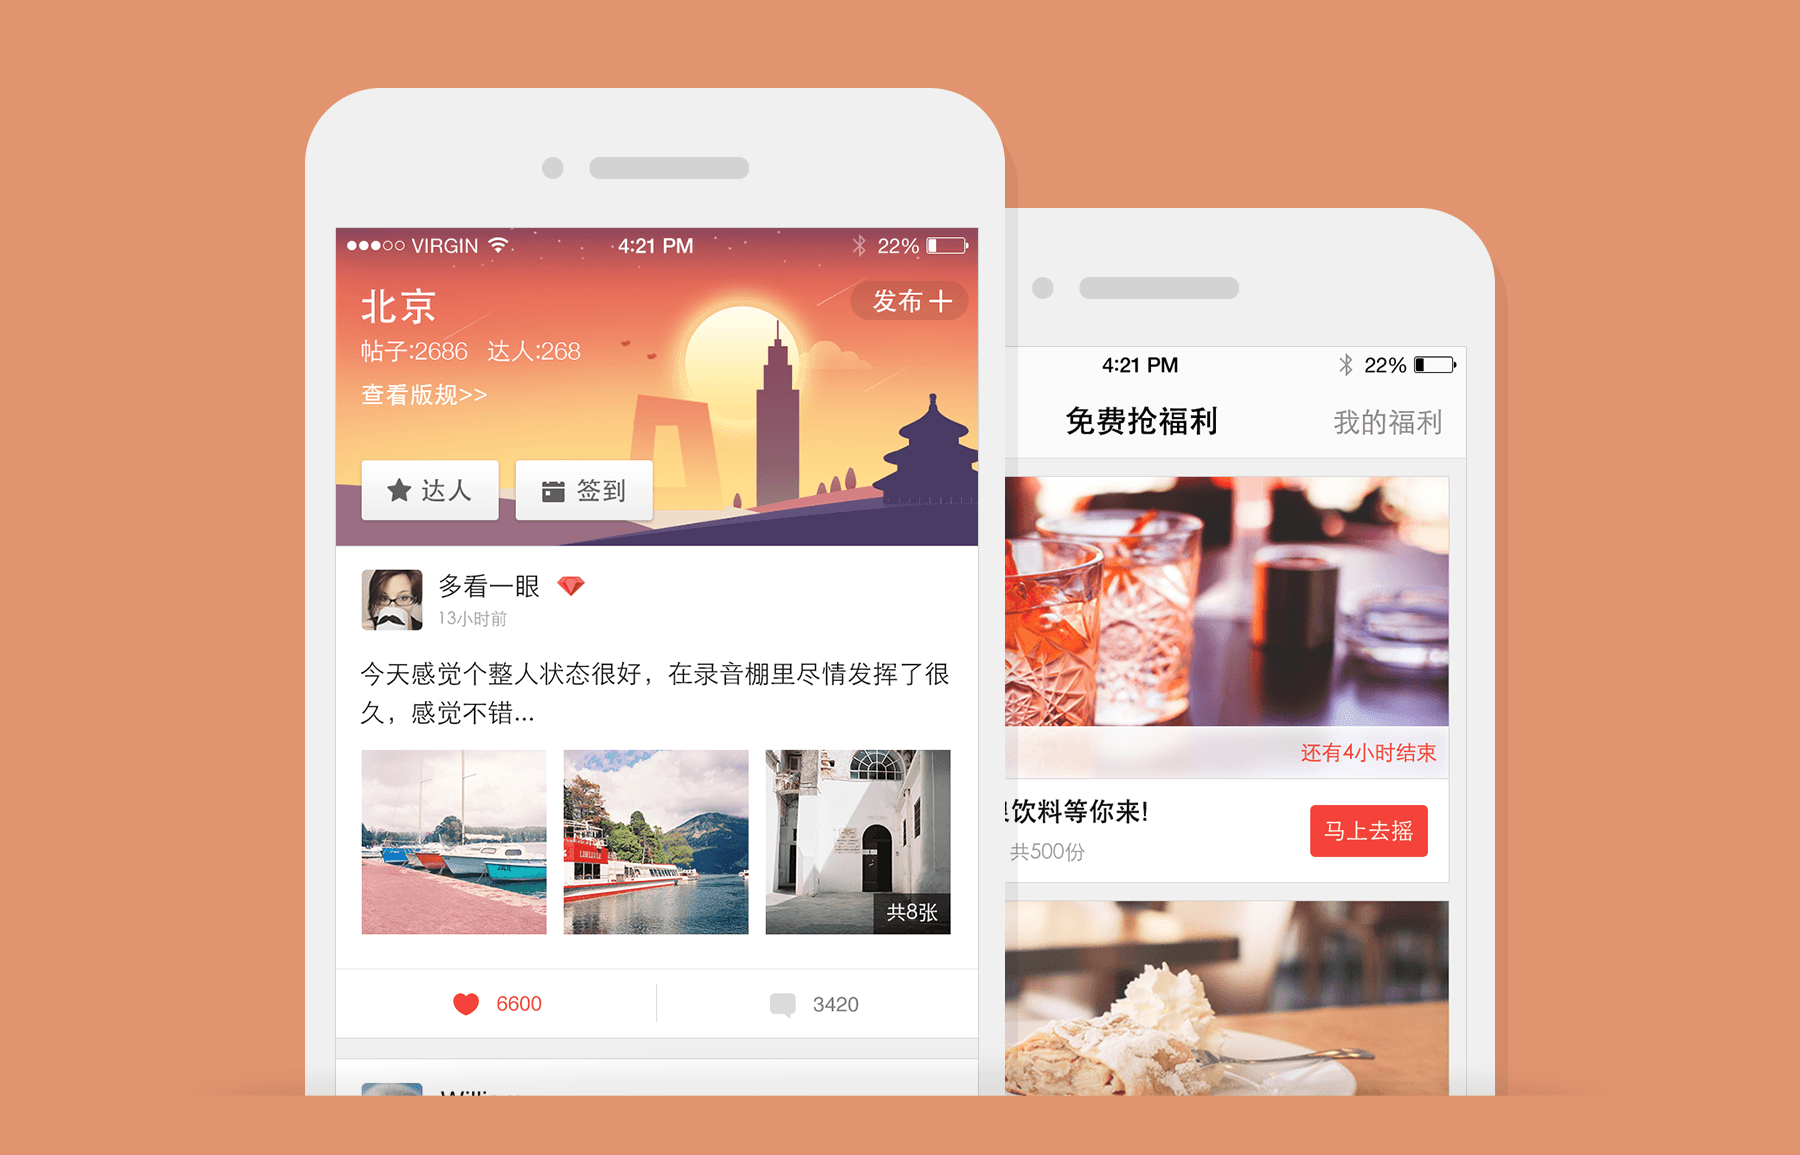 VIRGIN 4:21 PM 22%
北京
发布
帖子:2686 达人:268
查看版规>>
达人 签到
多看一眼
13小时前
今天感觉个整人状态很好，在录音棚里尽情发挥了很
久，感觉不错...
共8张
6600 3420
4:21 PM 22%
免费抢福利 我的福利
还有4小时结束
饮料等你来!
马上去摇
共500份